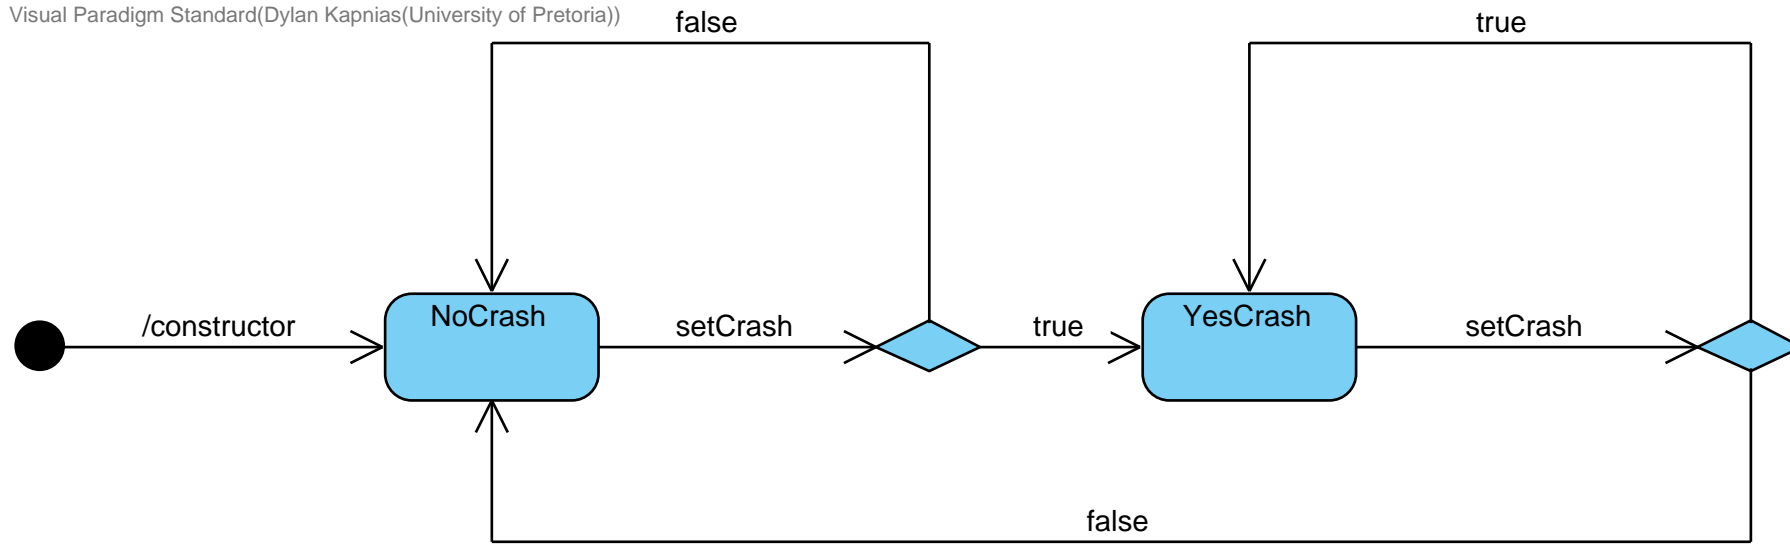 Visual Paradigm Standard(Dylan Kapnias(University of Pretoria))
false
true
/constructor
NoCrash
setCrash
true
YesCrash
setCrash
false